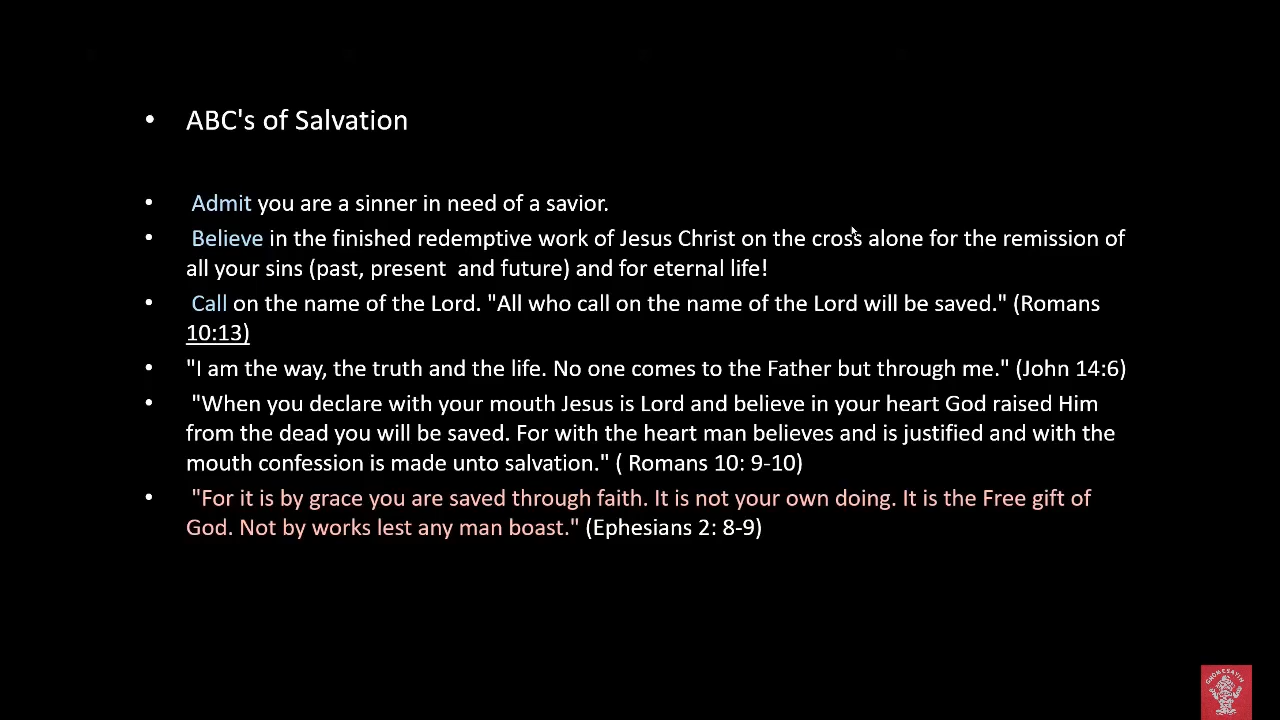 • ABC's of Salvation
• Admit you are a sinner in need of a savior.
• Believe in the finished redemptive work of Jesus Christ on the cross alone for the remission of
all your sins (past, present  and future) and for eternal life!
• Call on the name of the Lord. "All who call on the name of the Lord will be saved." (Romans
10:13)
• "I am the way, the truth and the life. No one comes to the Father but through me." (John 14:6)
• "When you declare with your mouth Jesus is Lord and believe in your heart God raised Him
from the dead you will be saved. For with the heart man believes and is justified and with the
mouth confession is made unto salvation." ( Romans 10: 9-10)
• "For it is by grace you are saved through faith. It is not your own doing. It is the Free gift of
God. Not by works lest any man boast." (Ephesians 2: 8-9)
GNOMESAYIN